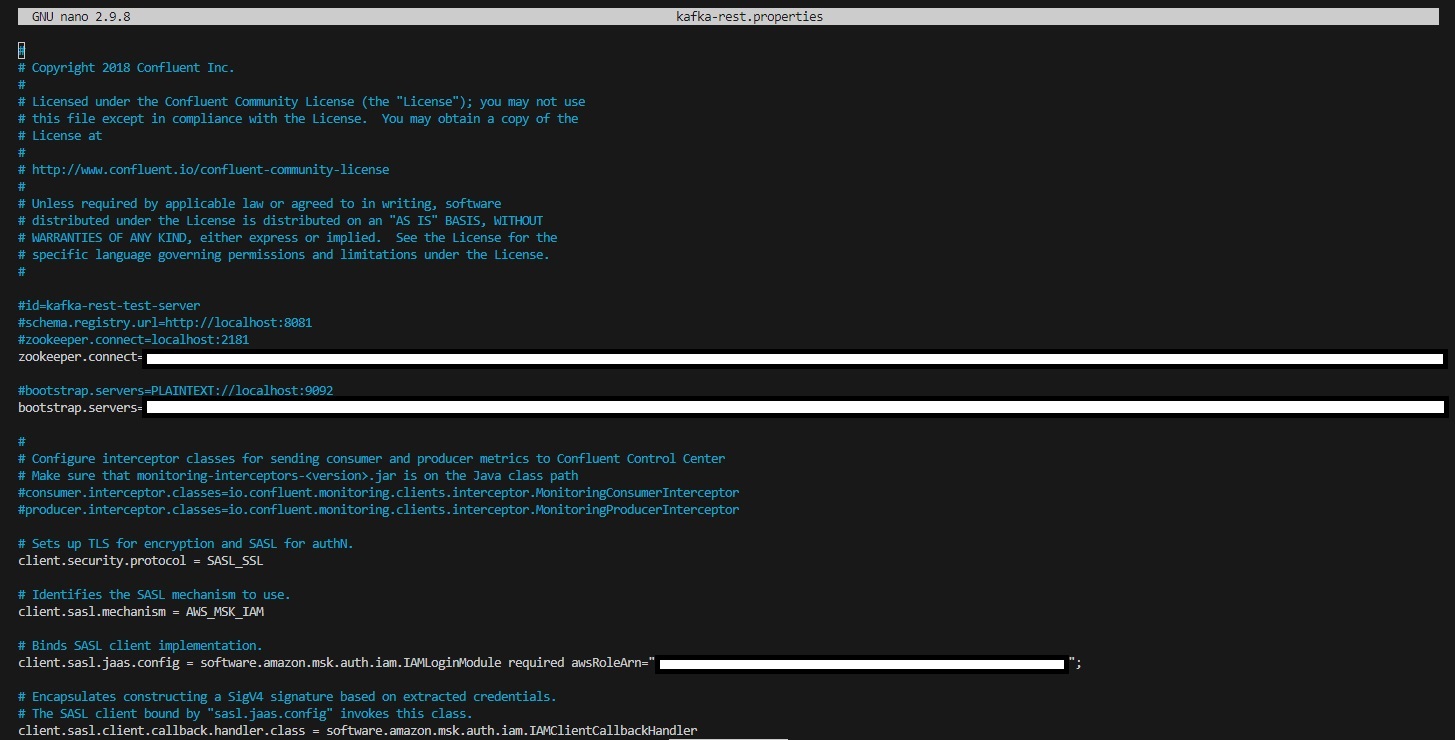 GNU nano 2.9.8 kafka-rest.properties
#
# Copyright 2018 Confluent Inc.
#
# Licensed under the Confluent Community License (the "License"); you may not use
# this file except in compliance with the License.  You may obtain a copy of the
# License at
#
# http://www.confluent.io/confluent-community-license
#
# Unless required by applicable law or agreed to in writing, software
# distributed under the License is distributed on an "AS IS" BASIS, WITHOUT
# WARRANTIES OF ANY KIND, either express or implied.  See the License for the
# specific language governing permissions and limitations under the License.
#
#id=kafka-rest-test-server
#schema.registry.url=http://localhost:8081
#zookeeper.connect=localhost:2181
zookeeper.connect=
#bootstrap.servers=PLAINTEXT://localhost:9092
bootstrap.servers=
#
# Configure interceptor classes for sending consumer and producer metrics to Confluent Control Center
# Make sure that monitoring-interceptors-<version>.jar is on the Java class path
#consumer.interceptor.classes=io.confluent.monitoring.clients.interceptor.MonitoringConsumerInterceptor
#producer.interceptor.classes=io.confluent.monitoring.clients.interceptor.MonitoringProducerInterceptor
# Sets up TLS for encryption and SASL for authN.
client.security.protocol = SASL_SSL
# Identifies the SASL mechanism to use.
client.sasl.mechanism = AWS_MSK_IAM
# Binds SASL client implementation.
client.sasl.jaas.config = software.amazon.msk.auth.iam.IAMLoginModule required awsRoleArn="";
# Encapsulates constructing a SigV4 signature based on extracted credentials.
# The SASL client bound by "sasl.jaas.config" invokes this class.
client.sasl.client.callback.handler.class = software.amazon.msk.auth.iam.IAMClientCallbackHandler